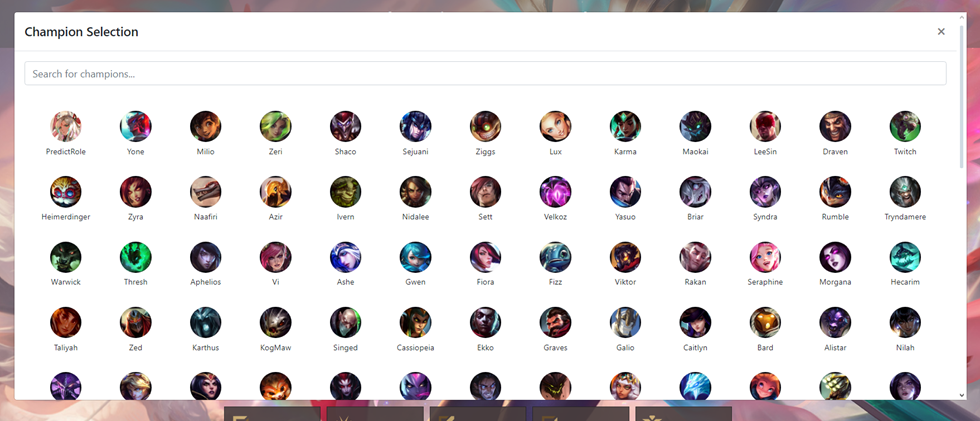 Champion Selection
Search for champions...
PredictRole Yone Milio Zeri Shaco Sejuani Ziggs Lux Karma Maokai LeeSin Draven Twitch
Heimerdinger Zyra Naafiri Azir Ivern Nidalee Sett Velkoz Yasuo Briar Syndra Rumble Tryndamere
Warwick Thresh Aphelios Vi Ashe Gwen Fiora Fizz Viktor Rakan Seraphine Morgana Hecarim
Taliyah Zed Karthus KogMaw Singed Cassiopeia Ekko Graves Galio Caitlyn Bard Alistar Nilah